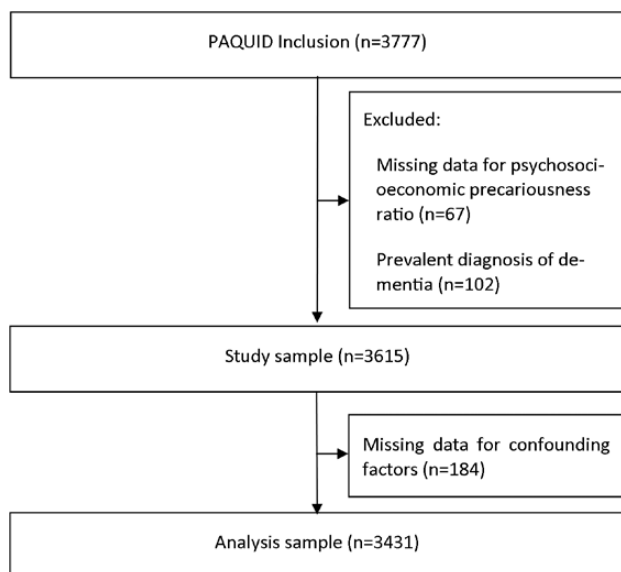 PAQUID Inclusion (n=3777)
Excluded:
Missing data for psychosoci-
oeconomic precariousness
ratio (n=67)
Prevalent diagnosis of de-
mentia (n=102)
Study sample (n=3615)
Missing data for confounding
factors (n=184)
Analysis sample (n=3431)